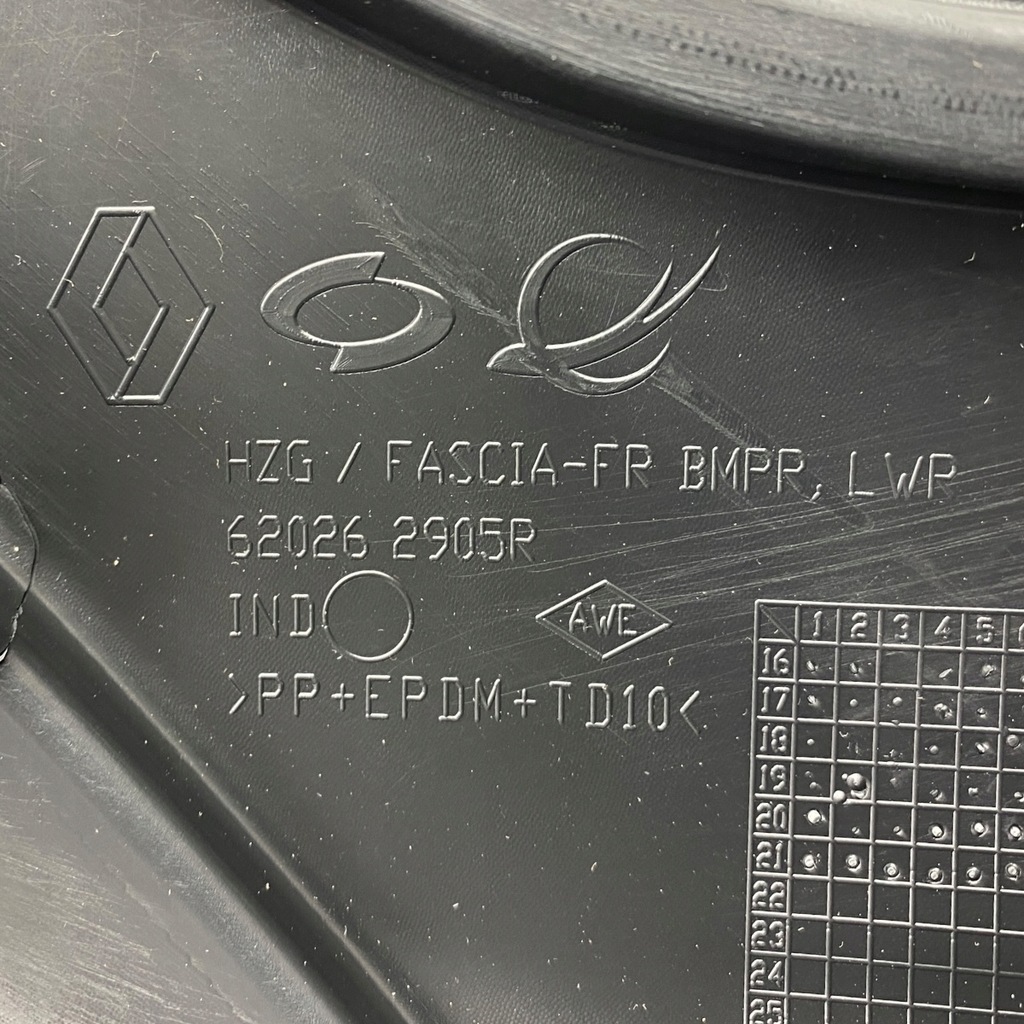 HZG / FASCIA-FR BMPR, LWR
62026 2905R
IND
AWE
>PP+EPDM+TD10<
1 2 3 4 5
16
17
18
19
20
21
22
23
24
25